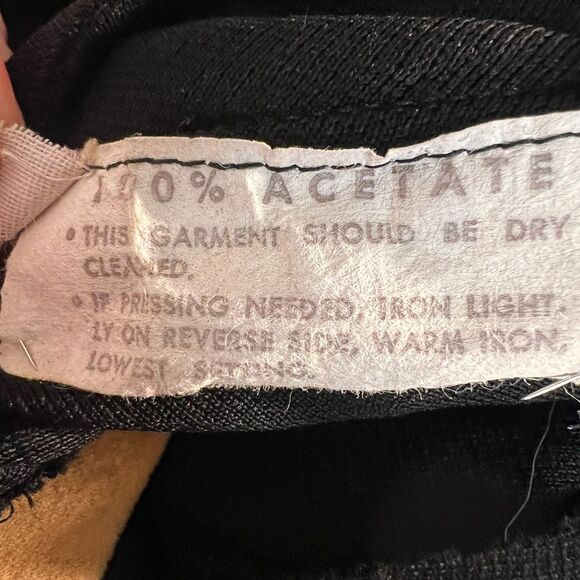 100% ACETATE
• THIS GARMENT SHOULD BE DRY
CLEANED.
• IF PRESSING NEEDED, IRON LIGHT-
LY ON REVERSE SIDE, WARM IRON,
LOWEST SETTING.